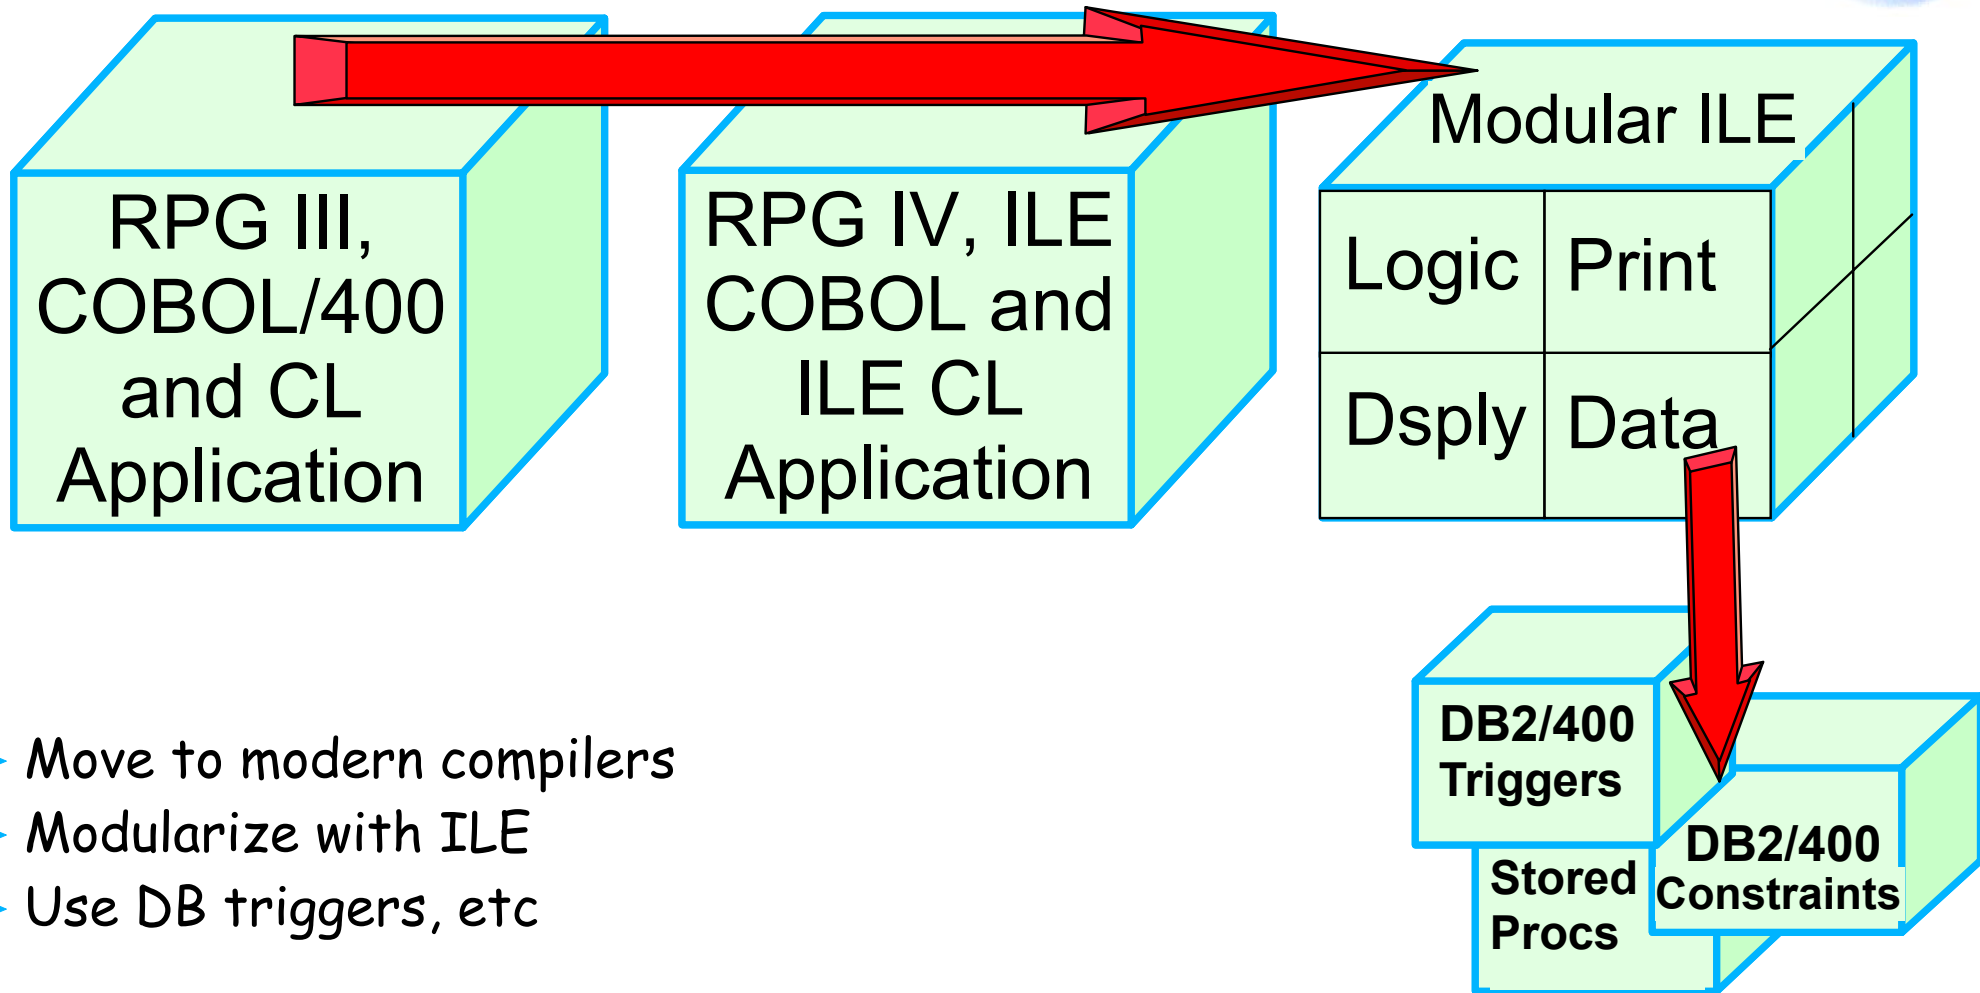 RPG III,
COBOL/400
and CL
Application
RPG IV, ILE
COBOL and
ILE CL
Application
Modular ILE
Logic
Print
Dsply
Data
DB2/400
Triggers
Stored
Procs
DB2/400
Constraints
Move to modern compilers
Modularize with ILE
Use DB triggers, etc